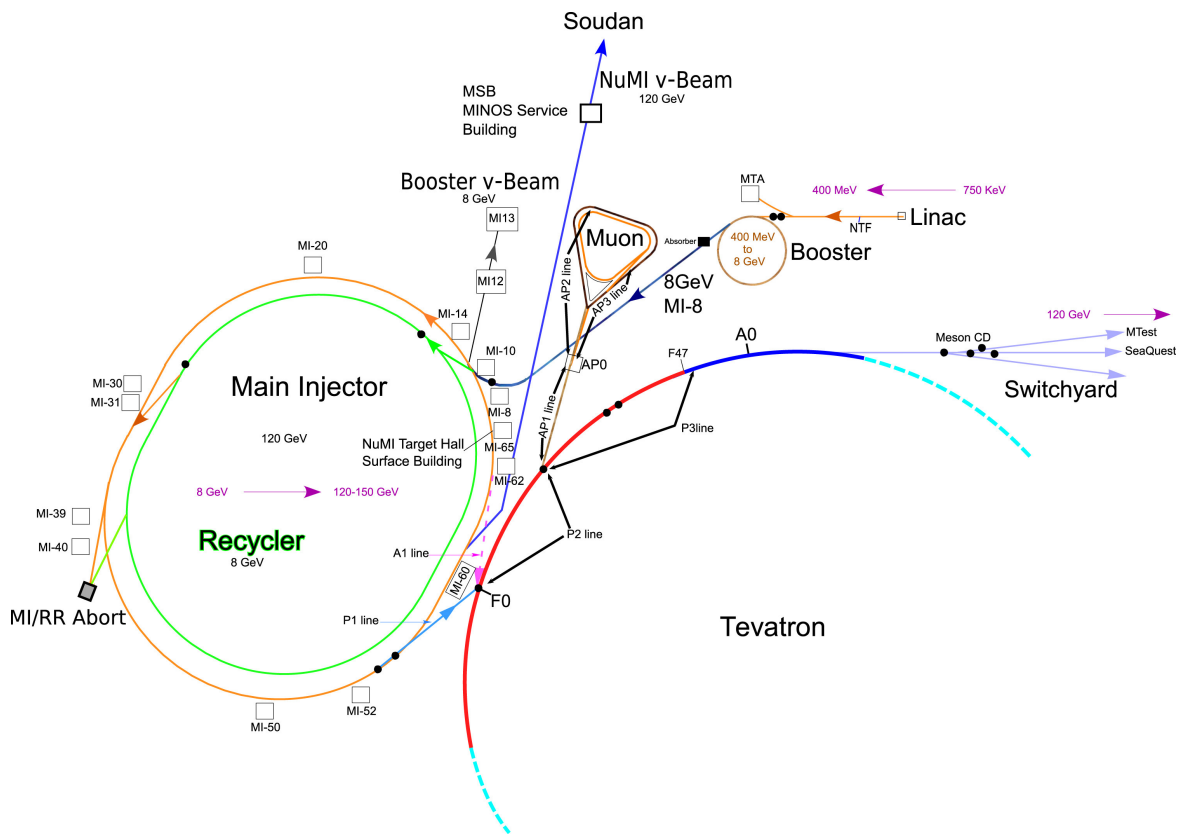 Soudan
NuMI v-Beam
120 GeV
MSB
MINOS Service
Building
Booster v-Beam
8 GeV
MI13
MI12
Muon
AP2 line
AP3 line
AP1 line
AP0
Absorber
8GeV
MI-8
MTA
400 MeV
750 KeV
NTF
Linac
Booster
400 MeV
to
8 GeV
MI-20
MI-14
MI-10
MI-8
MI-30
MI-31
Main Injector
120 GeV
NuMI Target Hall
Surface Building
MI-65
MI-62
8 GeV
120-150 GeV
Recycler
8 GeV
MI-39
MI-40
MI/RR Abort
A1 line
MI-60
P1 line
F0
P2 line
P3line
F47
A0
120 GeV
Meson CD
MTest
SeaQuest
Switchyard
Tevatron
MI-52
MI-50